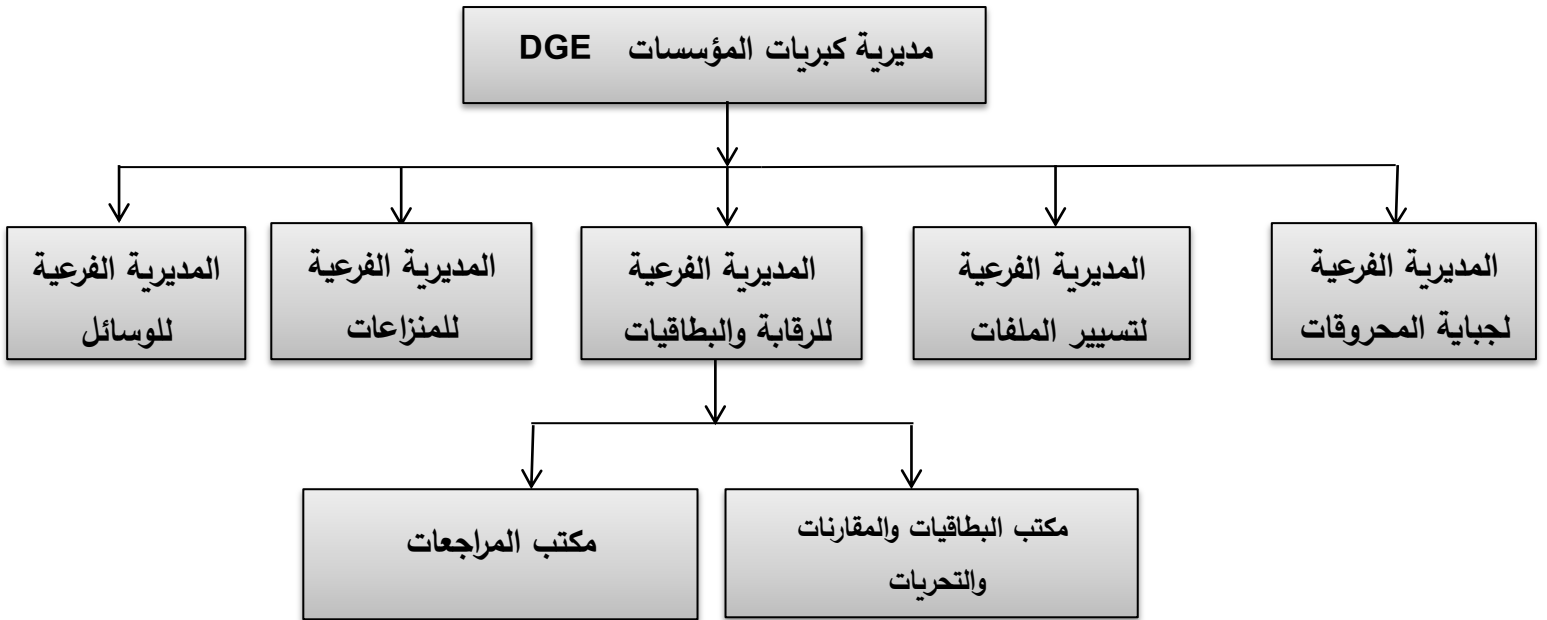 مديرية كبريات المؤسسات DGE
المديرية الفرعية
لجباية المحروقات
المديرية الفرعية
لتسيير الملفات
المديرية الفرعية
للرقابة والبطاقيات
المديرية الفرعية
للمنزاعات
المديرية الفرعية
للوسائل
مكتب البطاقيات والمقارنات
والتحريات
مكتب المراجعات